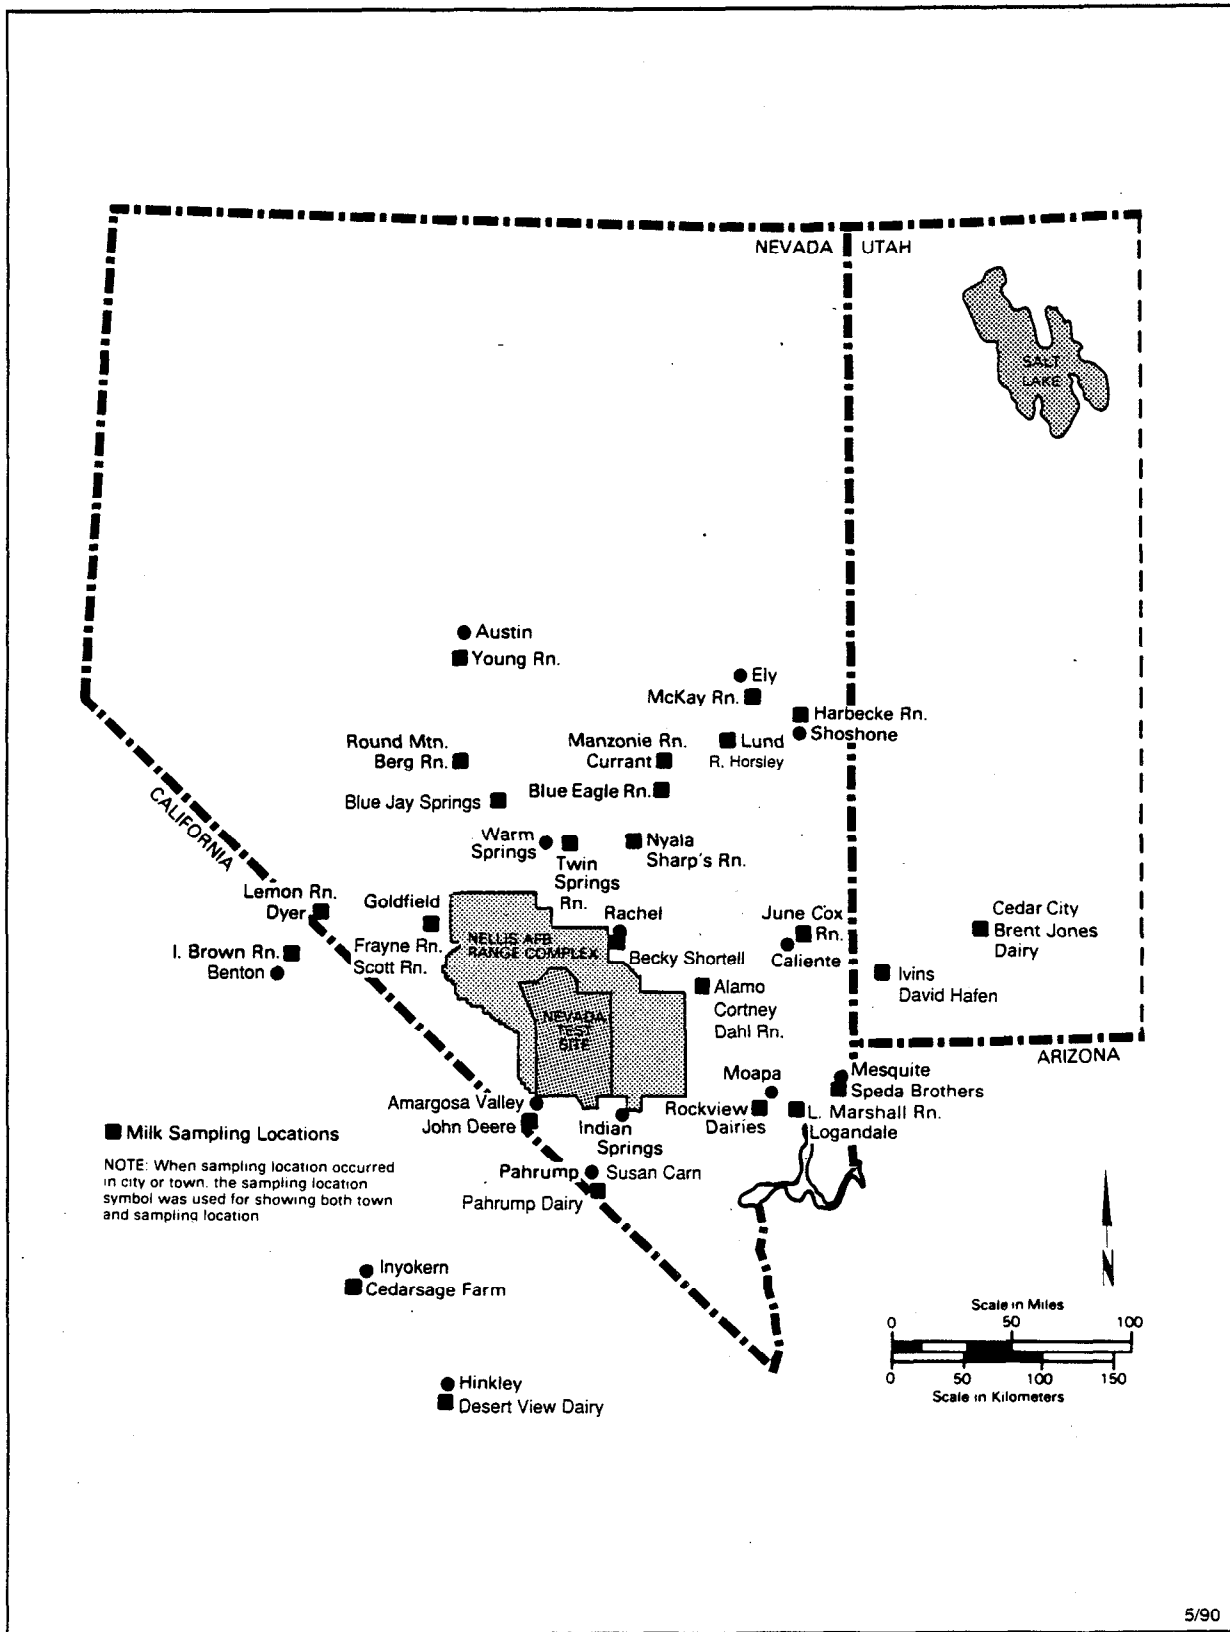 NEVADA
UTAH
SALT
LAKE
Austin
Young Rn.
Ely
McKay Rn.
Harbecke Rn.
Shoshone
Round Mtn.
Berg Rn.
Manzonie Rn.
Currant
Lund
R. Horsley
Blue Jay Springs
Blue Eagle Rn.
CALIFORNIA
Warm
Springs
Twin
Springs
Rn.
Nyala
Sharp's Rn.
Lemon Rn.
Dyer
Goldfield
Frayne Rn.
Scott Rn.
NELLIS AFB
RANGE COMPLEX
Rachel
Becky Shortell
June Cox
Rn.
Caliente
Cedar City
Brent Jones
Dairy
I. Brown Rn.
Benton
Ivins
David Hafen
Alamo
Cortney
Dahl Rn.
NEVADA
TEST
SITE
ARIZONA
Moapa
Mesquite
Speda Brothers
Amargosa Valley
John Deere
Indian
Springs
Rockview
Dairies
L. Marshall Rn.
Logandale
Milk Sampling Locations
NOTE: When sampling location occurred
in city or town. the sampling location
symbol was used for showing both town
and sampling location
Pahrump
Susan Carn
Pahrump Dairy
Inyokern
Cedarsage Farm
N
Scale in Miles
0 50 100
0 50 100 150
Scale in Kilometers
Hinkley
Desert View Dairy
5/90